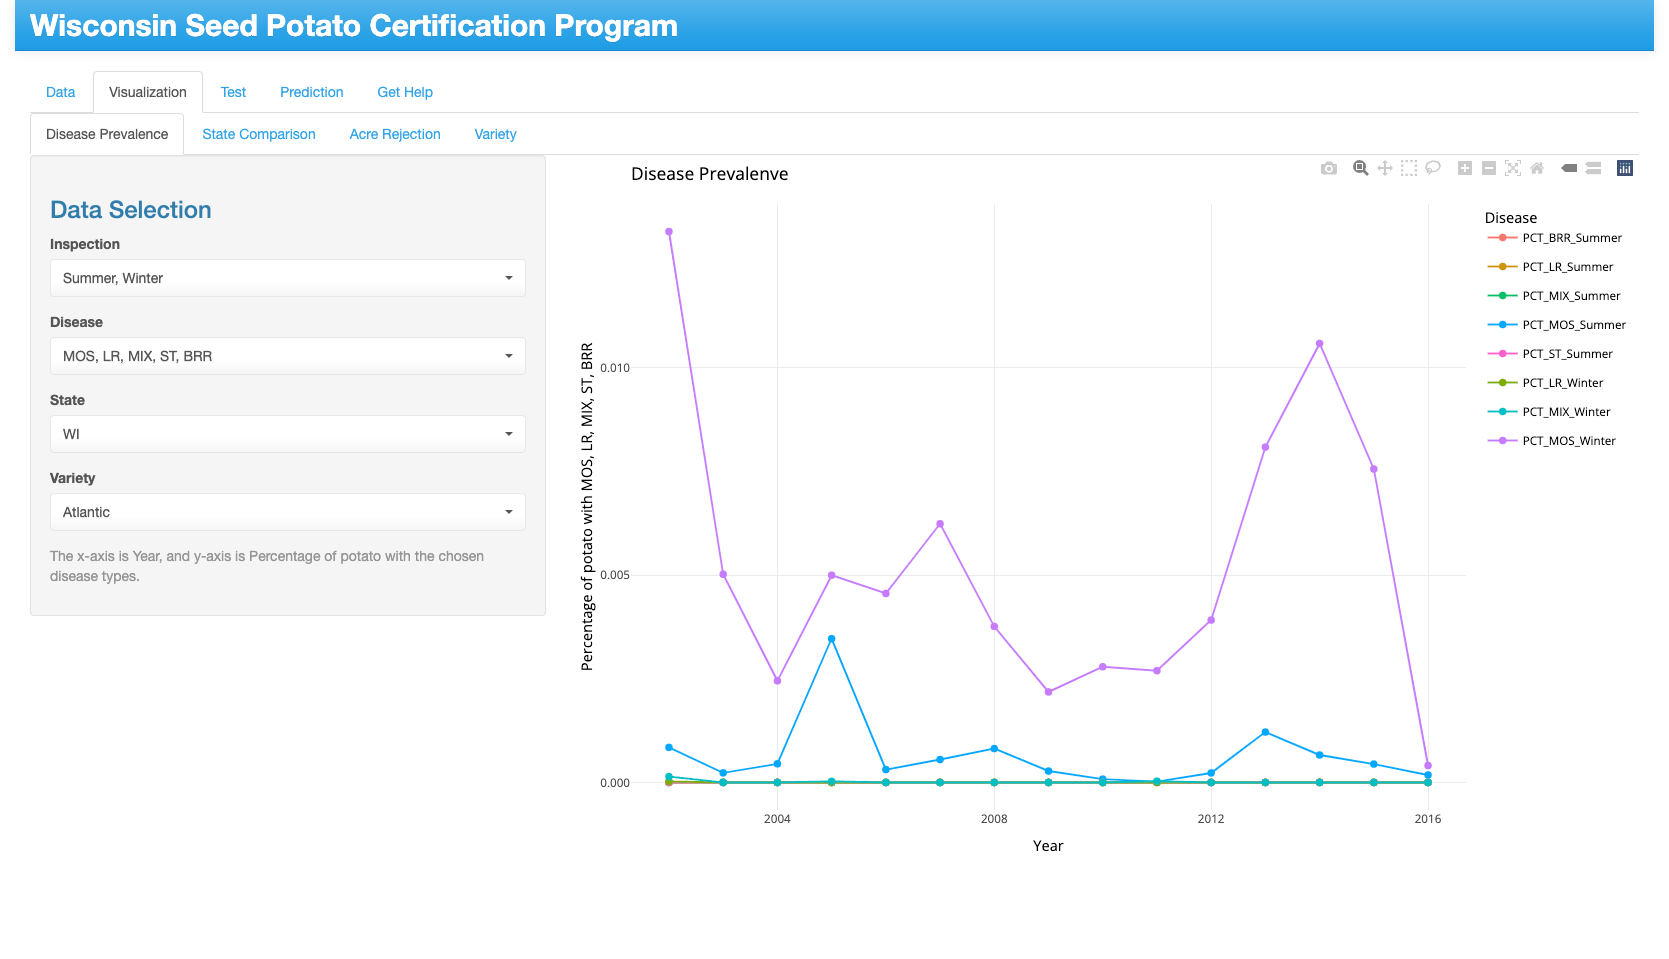 Wisconsin Seed Potato Certification Program
Data Visualization Test Prediction Get Help
Disease Prevalence State Comparison Acre Rejection Variety
Data Selection
Inspection
Summer, Winter
Disease
MOS, LR, MIX, ST, BRR
State
WI
Variety
Atlantic
The x-axis is Year, and y-axis is Percentage of potato with the chosen
disease types.
Disease Prevalenve
Percentage of potato with MOS, LR, MIX, ST, BRR
0.010
0.005
0.000
2004 2008 2012 2016
Year
Disease
PCT_BRR_Summer
PCT_LR_Summer
PCT_MIX_Summer
PCT_MOS_Summer
PCT_ST_Summer
PCT_LR_Winter
PCT_MIX_Winter
PCT_MOS_Winter